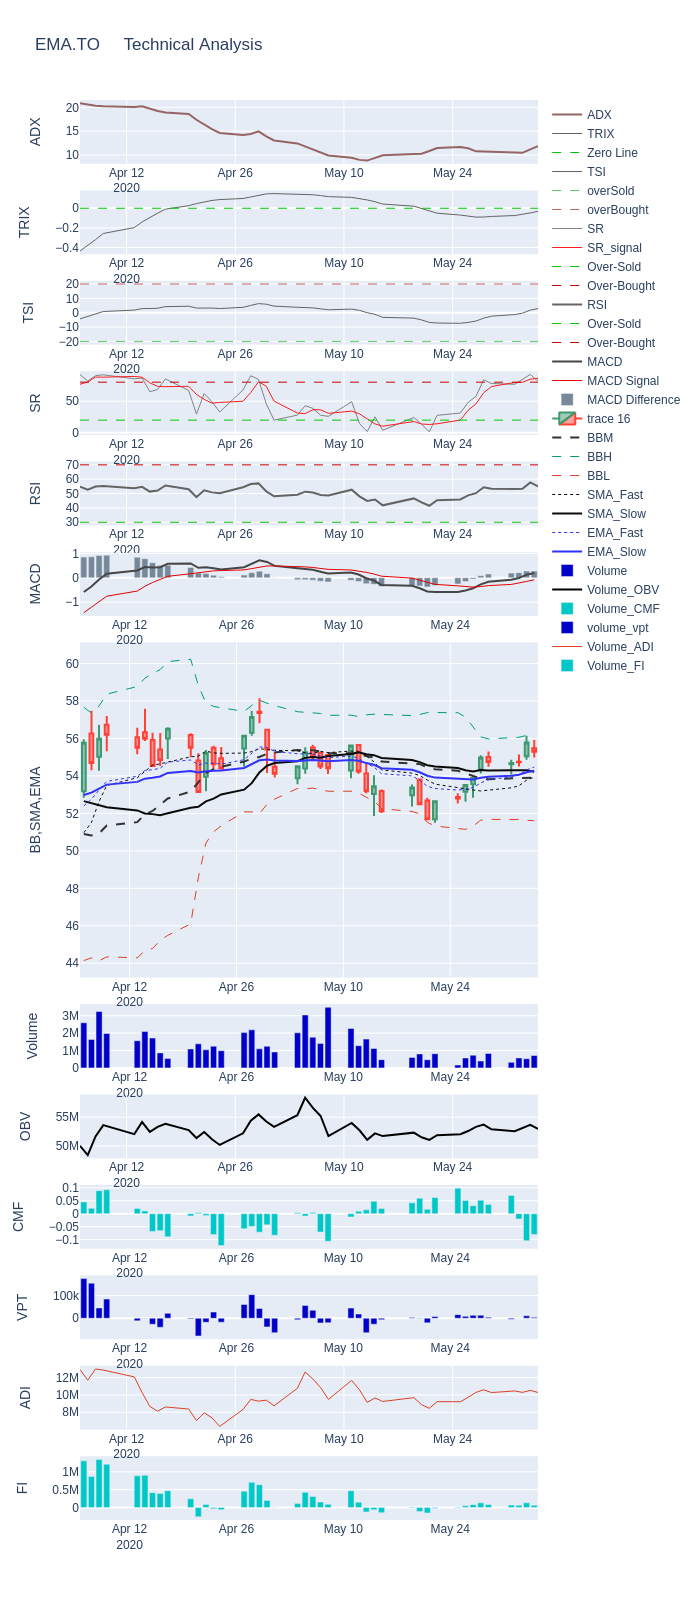 EMA.TO  Technical Analysis
ADX
20
15
10
Apr 12 Apr 26 May 10 May 24
2020
TRIX
0
−0.2
−0.4
Apr 12 Apr 26 May 10 May 24
2020
TSI
20
10
0
−10
−20
Apr 12 Apr 26 May 10 May 24
2020
SR
50
0
Apr 12 Apr 26 May 10 May 24
2020
RSI
70
60
50
40
30
Apr 12 Apr 26 May 10 May 24
2020
MACD
1
0
−1
Apr 12 Apr 26 May 10 May 24
2020
BB,SMA,EMA
60
58
56
54
52
50
48
46
44
Apr 12 Apr 26 May 10 May 24
2020
Volume
3M
2M
1M
0
Apr 12 Apr 26 May 10 May 24
2020
OBV
55M
50M
Apr 12 Apr 26 May 10 May 24
2020
CMF
0.1
0.05
0
−0.05
−0.1
Apr 12 Apr 26 May 10 May 24
2020
VPT
100k
0
Apr 12 Apr 26 May 10 May 24
2020
ADI
12M
10M
8M
Apr 12 Apr 26 May 10 May 24
2020
FI
1M
0.5M
0
Apr 12 Apr 26 May 10 May 24
2020
ADX
TRIX
Zero Line
TSI
overSold
overBought
SR
SR_signal
Over-Sold
Over-Bought
RSI
Over-Sold
Over-Bought
MACD
MACD Signal
MACD Difference
trace 16
BBM
BBH
BBL
SMA_Fast
SMA_Slow
EMA_Fast
EMA_Slow
Volume
Volume_OBV
Volume_CMF
volume_vpt
Volume_ADI
Volume_FI